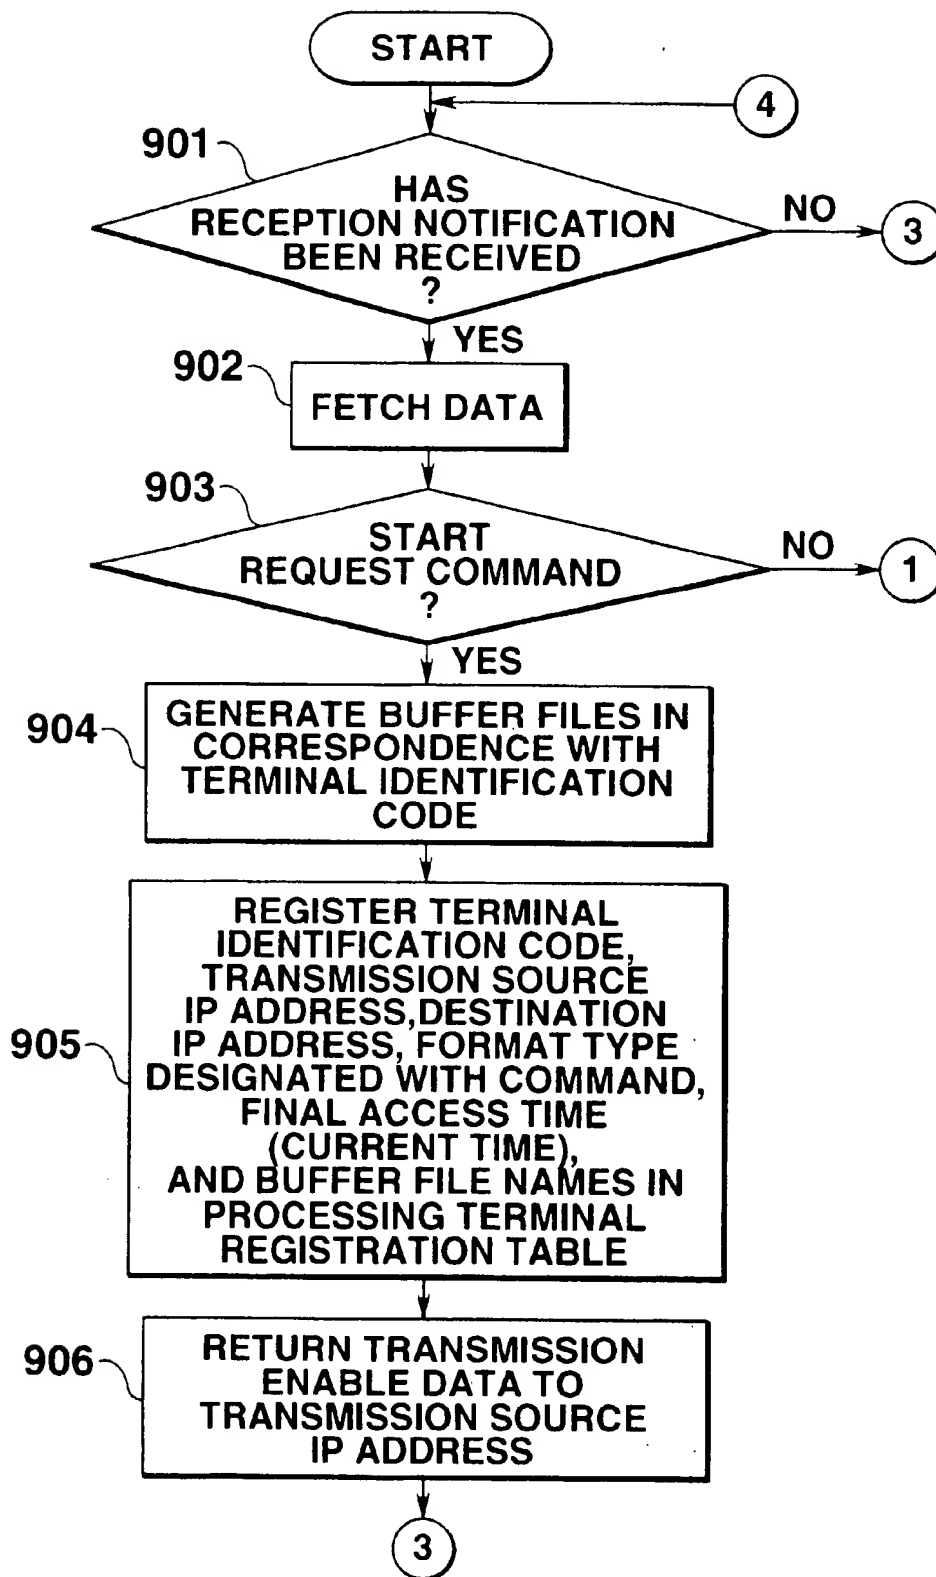 START
4
901
HAS
RECEPTION NOTIFICATION
BEEN RECEIVED
?
NO
3
YES
902
FETCH DATA
903
START
REQUEST COMMAND
?
NO
1
YES
904
GENERATE BUFFER FILES IN
CORRESPONDENCE WITH
TERMINAL IDENTIFICATION
CODE
905
REGISTER TERMINAL
IDENTIFICATION CODE,
TRANSMISSION SOURCE
IP ADDRESS,DESTINATION
IP ADDRESS, FORMAT TYPE
DESIGNATED WITH COMMAND,
FINAL ACCESS TIME
(CURRENT TIME),
AND BUFFER FILE NAMES IN
PROCESSING TERMINAL
REGISTRATION TABLE
906
RETURN TRANSMISSION
ENABLE DATA TO
TRANSMISSION SOURCE
IP ADDRESS
3